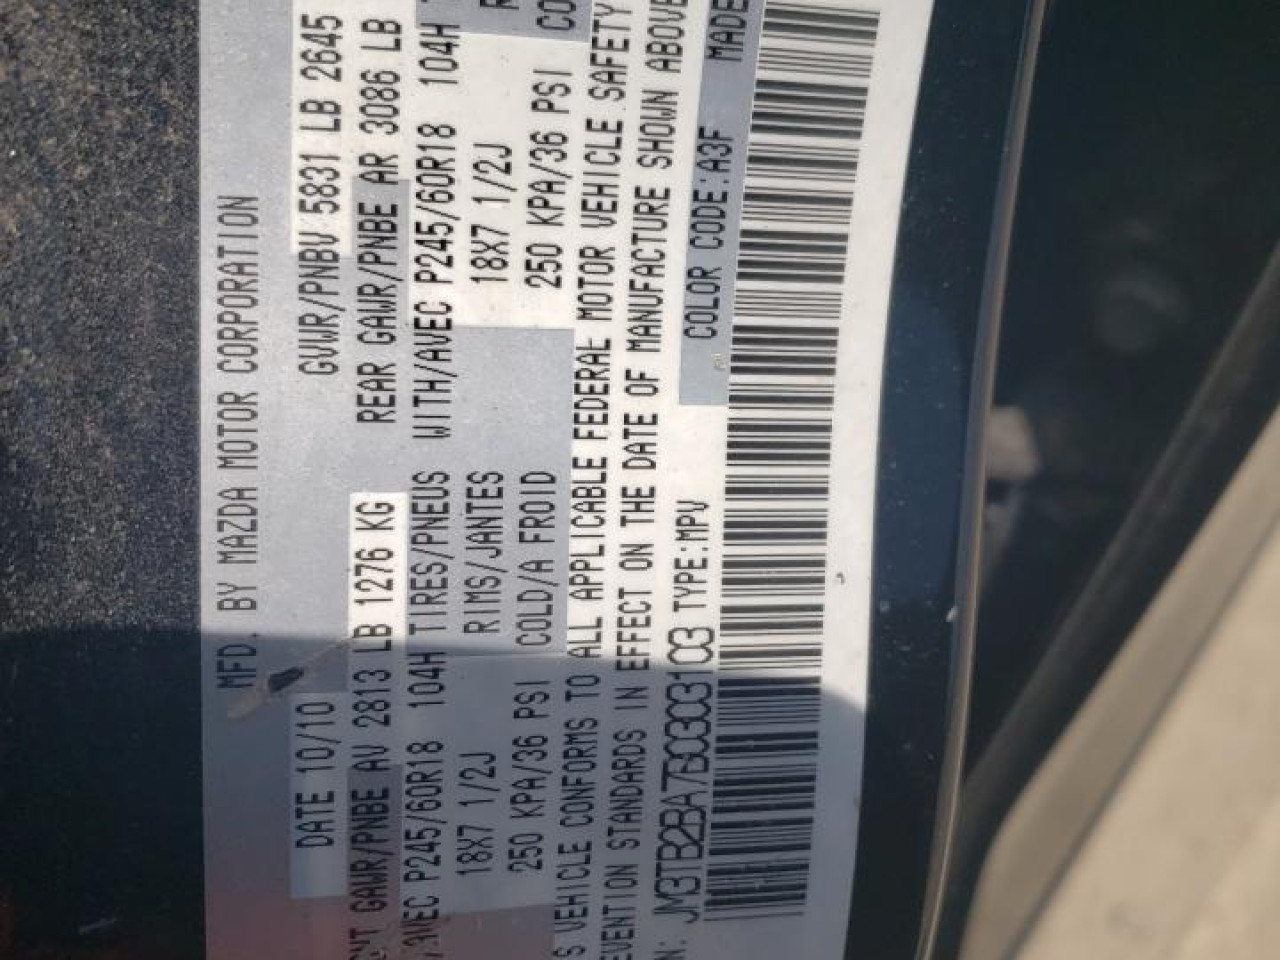 MFD. BY MAZDA MOTOR CORPORATION
DATE 10/10 GVWR/PNBV 5831 LB 2645
GAWR/PNBE AV 2813 LB 1276 KG REAR GAWR/PNBE AR 3086 LB
P245/60R18 104H TIRES/PNEUS WITH/AVEC P245/60R18 104H
18X7 1/2J RIMS/JANTES 18X7 1/2J
250 KPA/36 PSI COLD/A FROID 250 KPA/36 PSI CO
S VEHICLE CONFORMS TO ALL APPLICABLE FEDERAL MOTOR VEHICLE SAFETY
EVENTION STANDARDS IN EFFECT ON THE DATE OF MANUFACTURE SHOWN ABOVE
N: JM3TB2BA7B0303103 TYPE:MPV COLOR CODE:A3F MADE